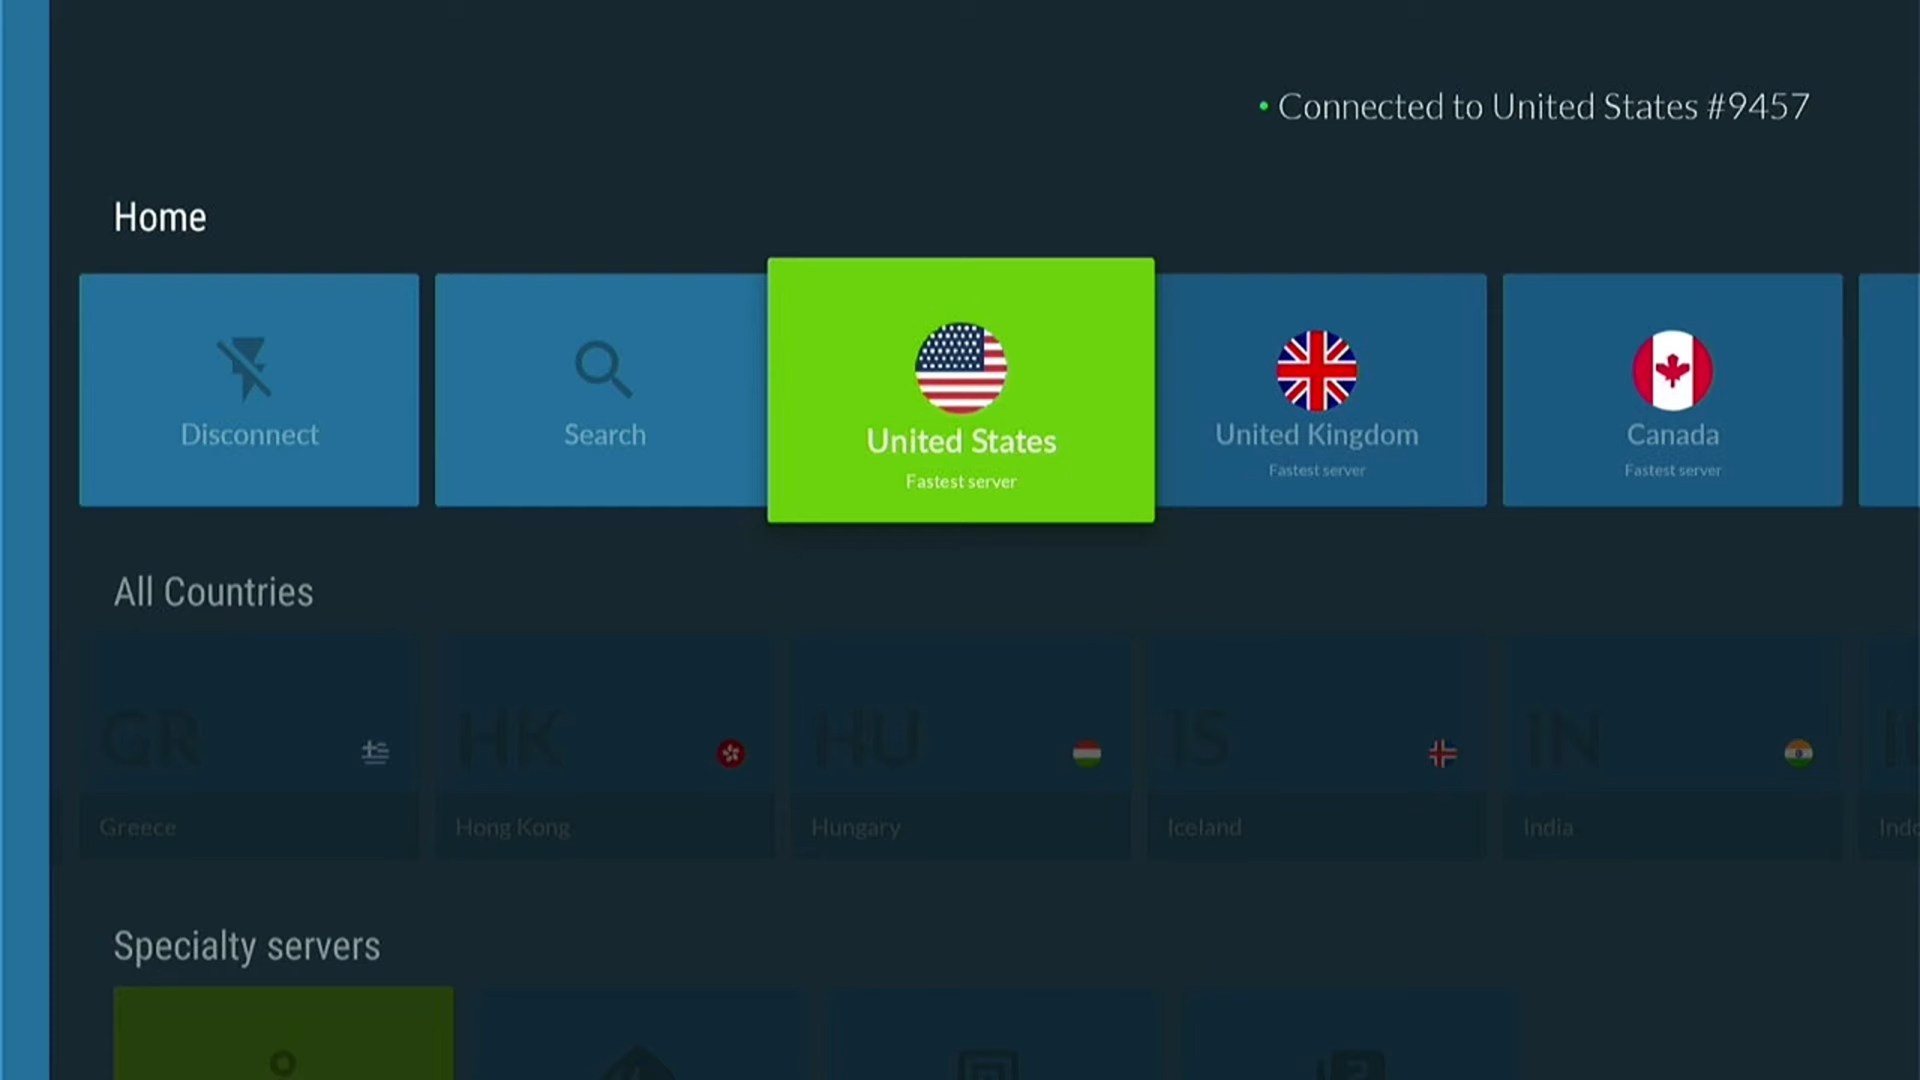 Connected to United States #9457
Home
Disconnect
Search
United States
Fastest server
United Kingdom
Fastest server
Canada
Fastest server
All Countries
GR
HK
HU
IS
IN
Greece
Hong Kong
Hungary
Iceland
India
Specialty servers